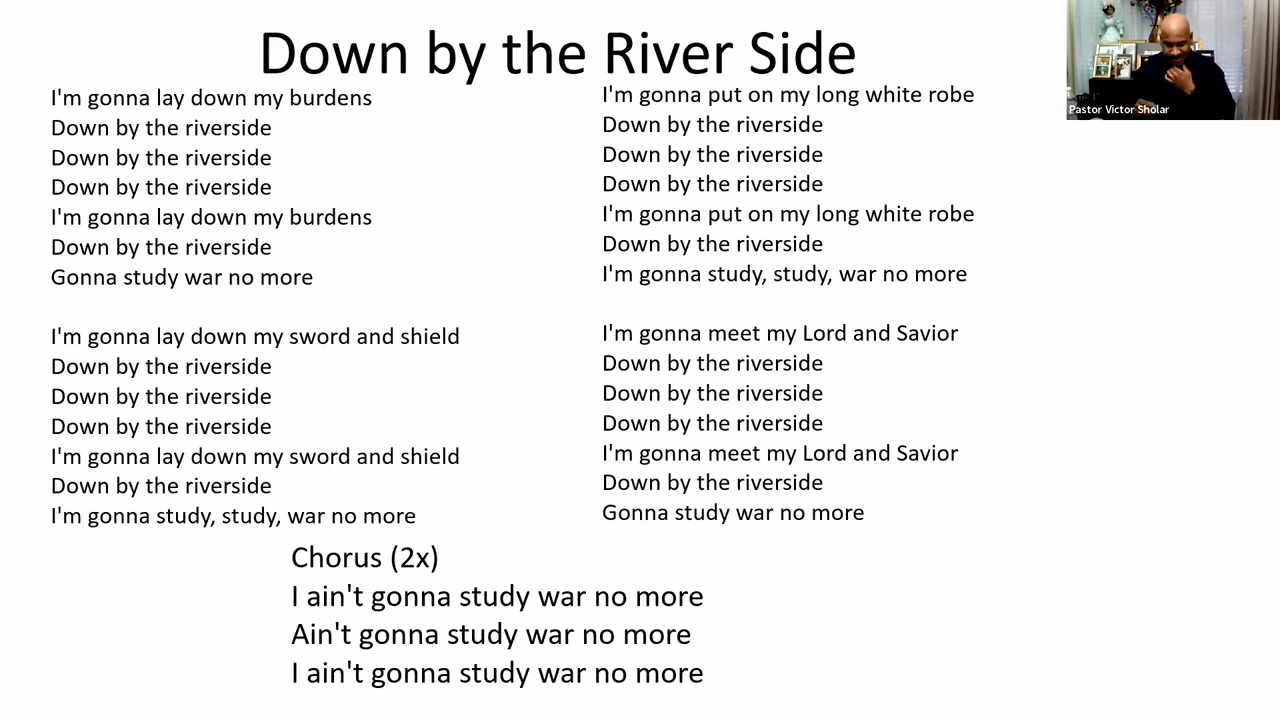 Down by the River Side
I'm gonna lay down my burdens
Down by the riverside
Down by the riverside
Down by the riverside
I'm gonna lay down my burdens
Down by the riverside
Gonna study war no more
I'm gonna lay down my sword and shield
Down by the riverside
Down by the riverside
Down by the riverside
I'm gonna lay down my sword and shield
Down by the riverside
I'm gonna study, study, war no more
I'm gonna put on my long white robe
Down by the riverside
Down by the riverside
Down by the riverside
I'm gonna put on my long white robe
Down by the riverside
I'm gonna study, study, war no more
I'm gonna meet my Lord and Savior
Down by the riverside
Down by the riverside
Down by the riverside
I'm gonna meet my Lord and Savior
Down by the riverside
Gonna study war no more
Chorus (2x)
I ain't gonna study war no more
Ain't gonna study war no more
I ain't gonna study war no more
Pastor Victor Sholar